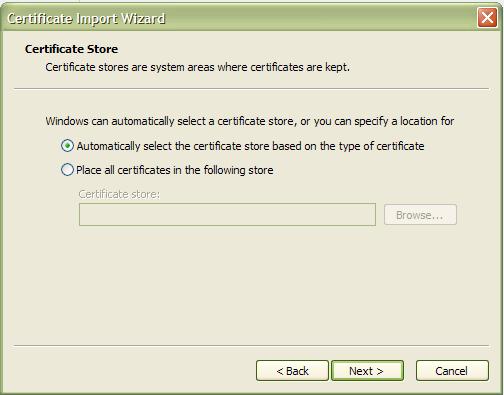 Certificate Import Wizard
Certificate Store
Certificate stores are system areas where certificates are kept.
Windows can automatically select a certificate store, or you can specify a location for
Automatically select the certificate store based on the type of certificate
Place all certificates in the following store
Certificate store:
Browse...
< Back
Next >
Cancel